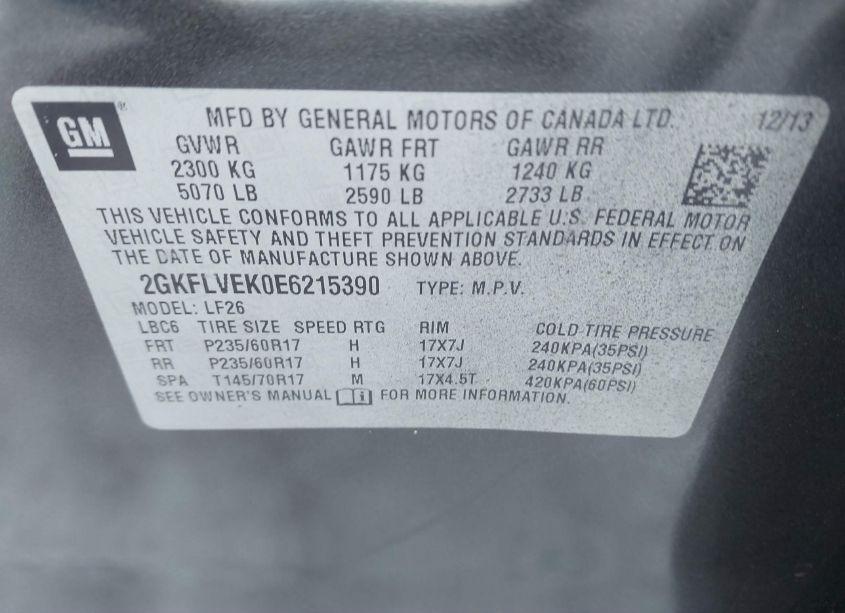 GM® MFD BY GENERAL MOTORS OF CANADA LTD. 12/13
GVWR GAWR FRT GAWR RR
2300 KG 1175 KG 1240 KG
5070 LB 2590 LB 2733 LB
THIS VEHICLE CONFORMS TO ALL APPLICABLE U.S. FEDERAL MOTOR
VEHICLE SAFETY AND THEFT PREVENTION STANDARDS IN EFFECT ON
THE DATE OF MANUFACTURE SHOWN ABOVE.
2GKFLVEK0E6215390 TYPE: M.P.V.
MODEL: LF26
LBC6 TIRE SIZE SPEED RTG RIM COLD TIRE PRESSURE
FRT P235/60R17 H 17X7J 240KPA(35PSI)
RR P235/60R17 H 17X7J 240KPA(35PSI)
SPA T145/70R17 M 17X4.5T 420KPA(60PSI)
SEE OWNER'S MANUAL FOR MORE INFORMATION.